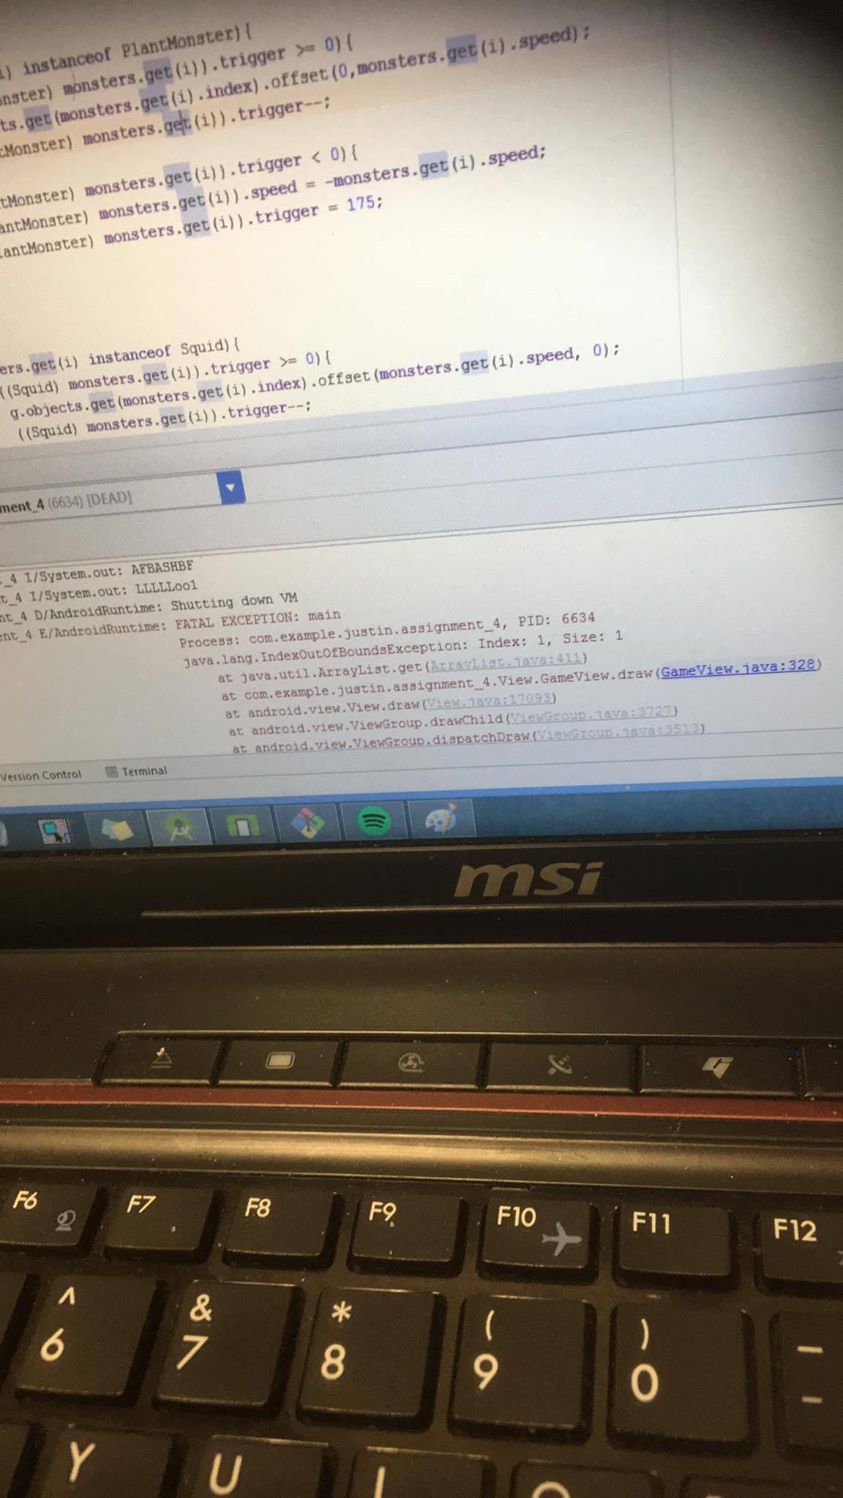 i) instanceof PlantMonster){
nster) monsters.get(i)).trigger >= 0){
ts.get(monsters.get(i).index).offset(0,monsters.get(i).speed);
tMonster) monsters.get(i)).trigger--;
tMonster) monsters.get(i)).trigger < 0){
antMonster) monsters.get(i)).speed = -monsters.get(i).speed;
lantMonster) monsters.get(i)).trigger = 175;
ers.get(i) instanceof Squid){
((Squid) monsters.get(i)).trigger >= 0){
g.objects.get(monsters.get(i).index).offset(monsters.get(i).speed, 0);
((Squid) monsters.get(i)).trigger--;
ment_4 (6634) [DEAD]
t_4 I/System.out: AFBASHBF
t_4 I/System.out: LLLLLool
nt_4 D/AndroidRuntime: Shutting down VM
ent_4 E/AndroidRuntime: FATAL EXCEPTION: main
Process: com.example.justin.assignment_4, PID: 6634
java.lang.IndexOutOfBoundsException: Index: 1, Size: 1
at java.util.ArrayList.get(ArrayList.java:411)
at com.example.justin.assignment_4.View.GameView.draw(GameView.java:328)
at android.view.View.draw(View.java:17093)
at android.view.ViewGroup.drawChild(ViewGroup.java:3727)
at android.view.ViewGroup.dispatchDraw(ViewGroup.java:3513)
Version Control Terminal
msi
F6 F7 F8 F9 F10 F11 F12
^ & * ( )
6 7 8 9 0
Y U